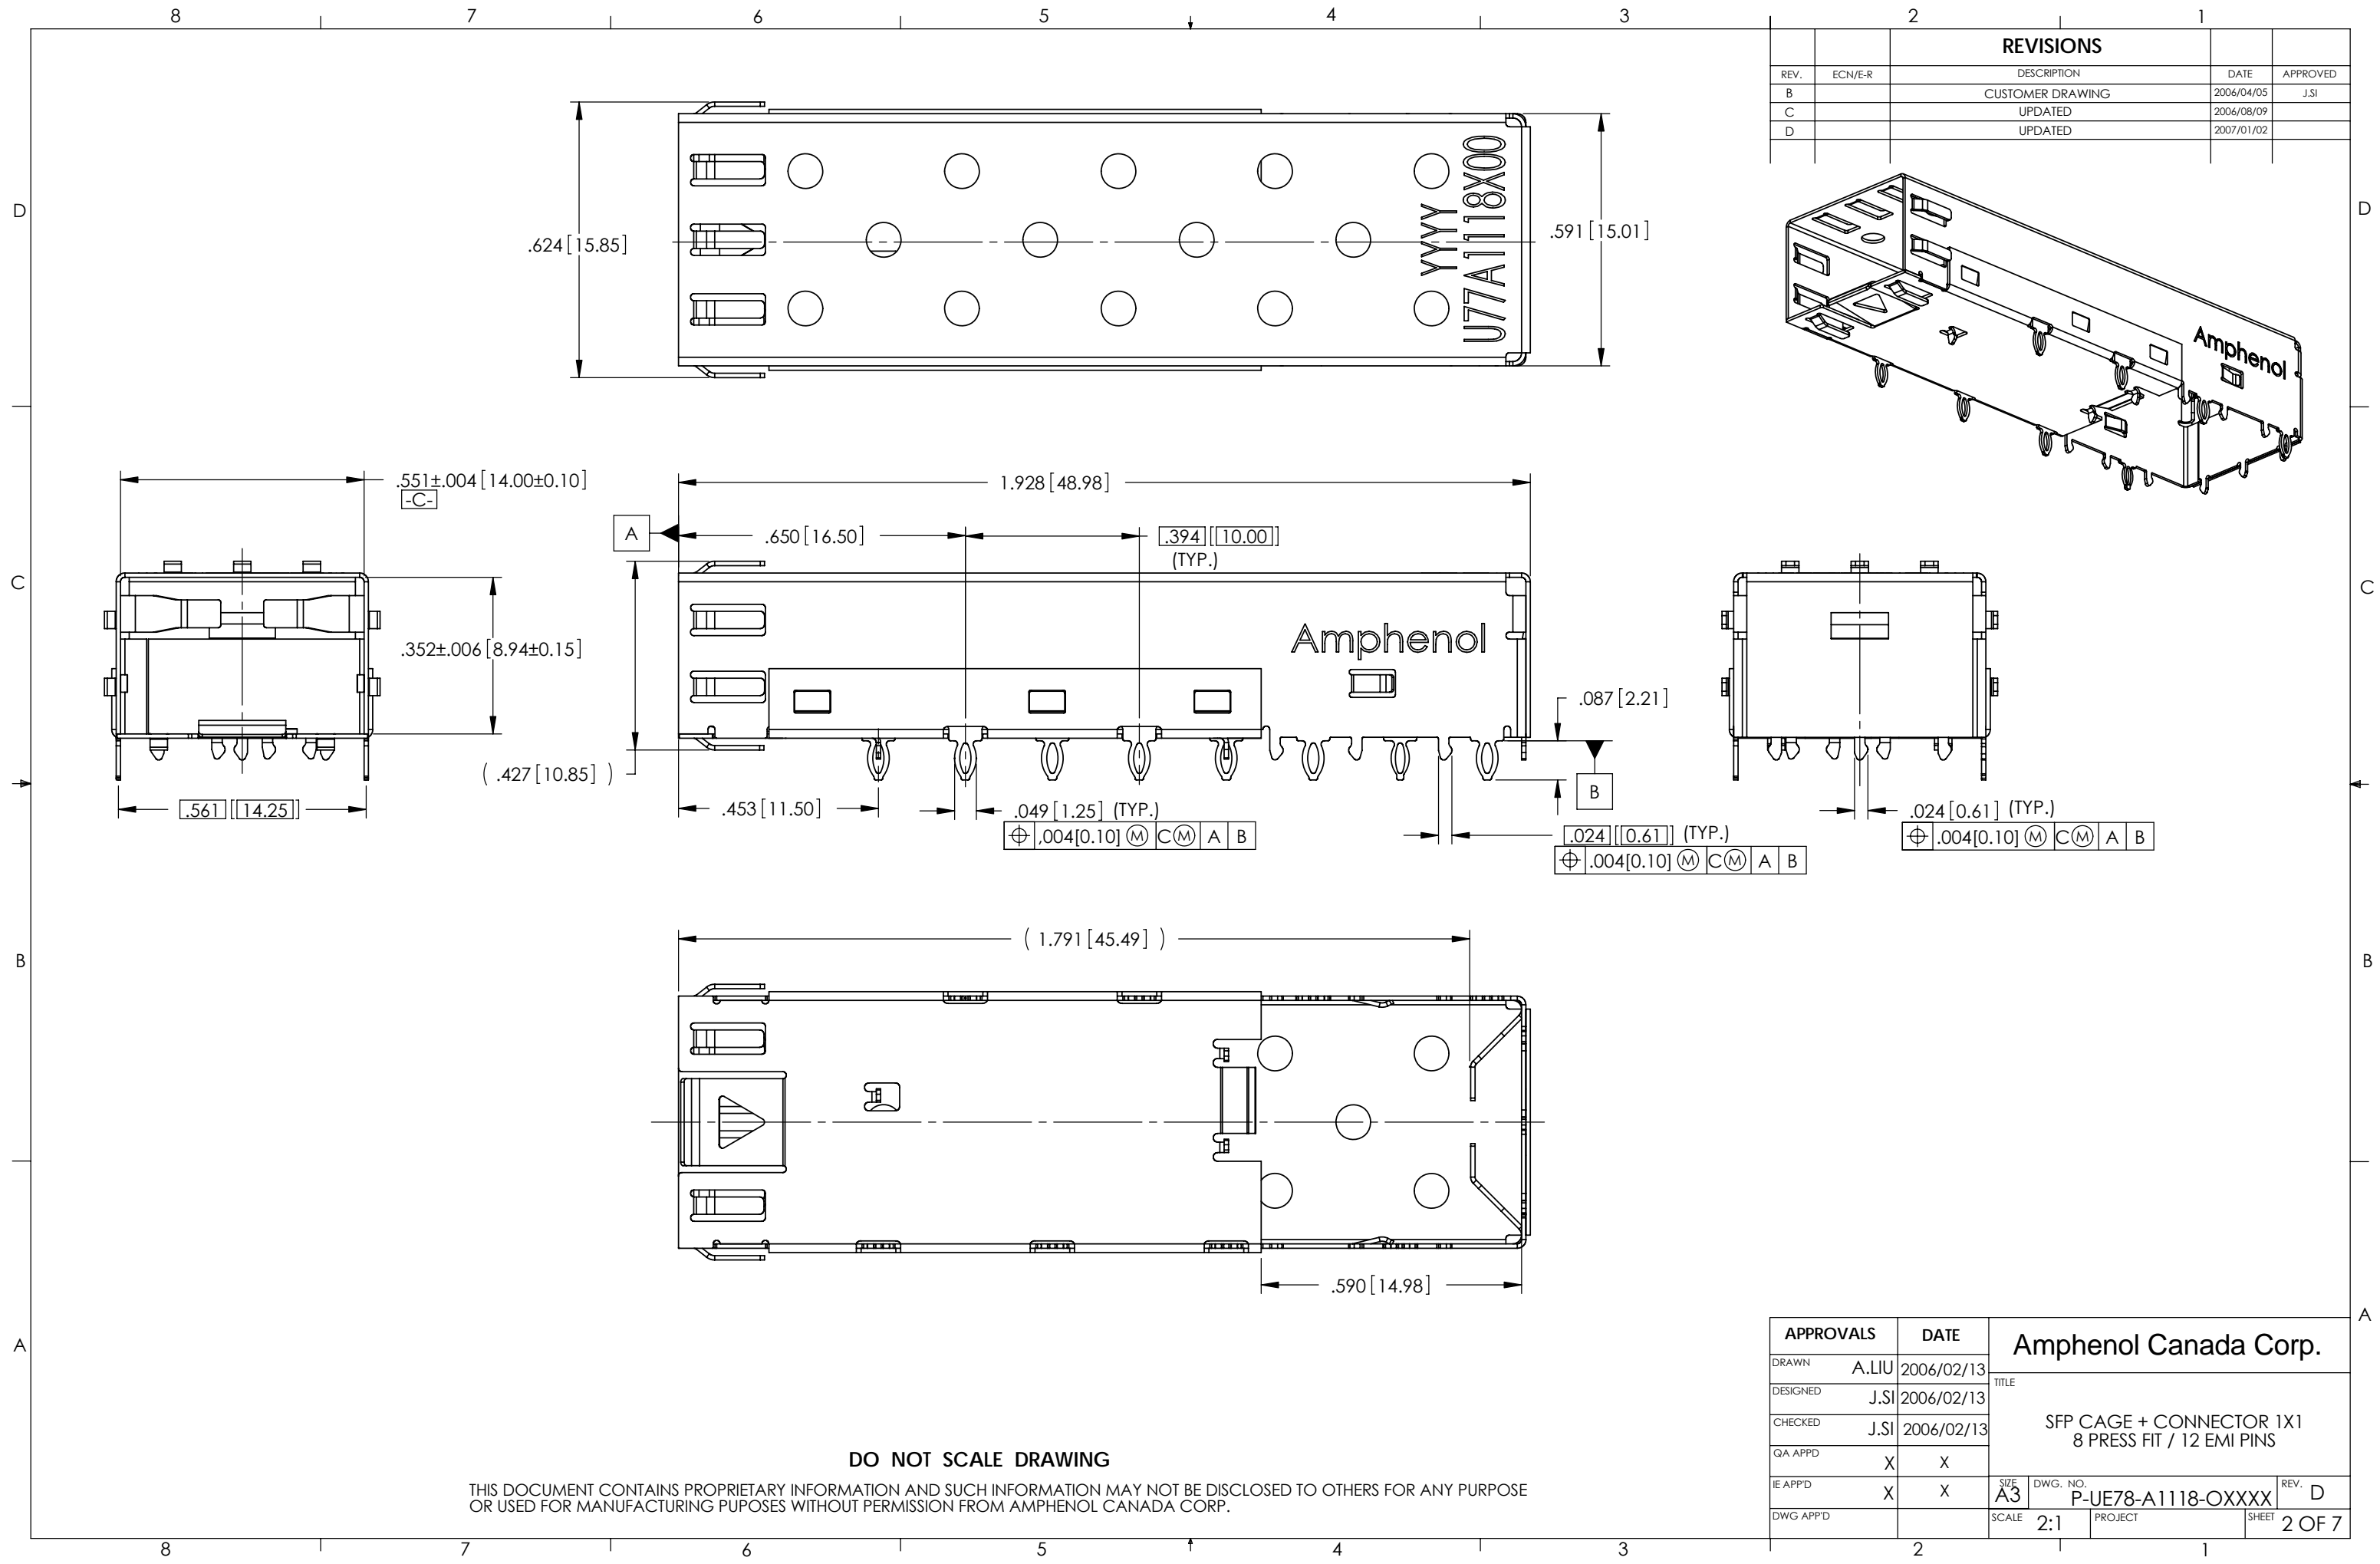 8 7 6 5 4 3 2 1
REVISIONS
REV. ECN/E-R DESCRIPTION DATE APPROVED
B CUSTOMER DRAWING 2006/04/05 J.SI
C UPDATED 2006/08/09
D UPDATED 2007/01/02
D D
.624[15.85]
YYYY
U77A1118X00
.591[15.01]
Amphenol
.551±.004[14.00±0.10]
-C-
1.928[48.98]
A .650[16.50] .394[[10.00]]
(TYP.)
C C
.352±.006[8.94±0.15]
Amphenol
.087[2.21]
( .427[10.85] )
B
.561[[14.25]]
.453[11.50]
.049[1.25] (TYP.)
⌖ .004[0.10] Ⓜ CⓂ A B
.024[[0.61]] (TYP.)
⌖ .004[0.10] Ⓜ CⓂ A B
.024[0.61] (TYP.)
⌖ .004[0.10] Ⓜ CⓂ A B
( 1.791[45.49] )
B B
.590[14.98]
A A
APPROVALS DATE
DRAWN A.LIU 2006/02/13
DESIGNED J.SI 2006/02/13
CHECKED J.SI 2006/02/13
QA APPD X X
IE APP'D X X
DWG APP'D
Amphenol Canada Corp.
TITLE
SFP CAGE + CONNECTOR 1X1
8 PRESS FIT / 12 EMI PINS
SIZE A3 DWG. NO. P-UE78-A1118-OXXXX REV. D
SCALE 2:1 PROJECT SHEET 2 OF 7
DO NOT SCALE DRAWING
THIS DOCUMENT CONTAINS PROPRIETARY INFORMATION AND SUCH INFORMATION MAY NOT BE DISCLOSED TO OTHERS FOR ANY PURPOSE
OR USED FOR MANUFACTURING PUPOSES WITHOUT PERMISSION FROM AMPHENOL CANADA CORP.
8 7 6 5 4 3 2 1